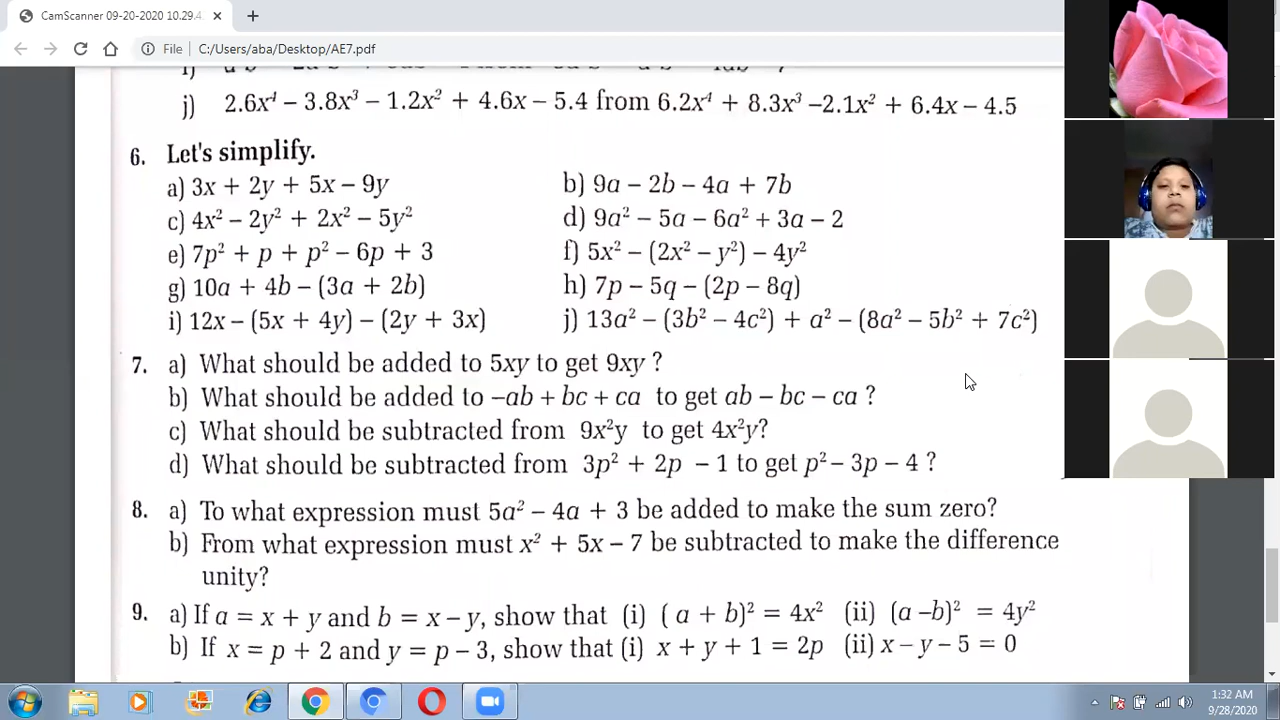 CamScanner 09-20-2020 10.29.4
File C:/Users/aba/Desktop/AE7.pdf
j) 2.6x⁴ – 3.8x³ – 1.2x² + 4.6x – 5.4 from 6.2x⁴ + 8.3x³ –2.1x² + 6.4x – 4.5
6. Let's simplify.
a) 3x + 2y + 5x – 9y b) 9a – 2b – 4a + 7b
c) 4x² – 2y² + 2x² – 5y² d) 9a² – 5a – 6a² + 3a – 2
e) 7p² + p + p² – 6p + 3 f) 5x² – (2x² – y²) – 4y²
g) 10a + 4b – (3a + 2b) h) 7p – 5q – (2p – 8q)
i) 12x – (5x + 4y) – (2y + 3x) j) 13a² – (3b² – 4c²) + a² – (8a² – 5b² + 7c²)
7. a) What should be added to 5xy to get 9xy ?
b) What should be added to –ab + bc + ca to get ab – bc – ca ?
c) What should be subtracted from 9x²y to get 4x²y?
d) What should be subtracted from 3p² + 2p – 1 to get p² – 3p – 4 ?
8. a) To what expression must 5a² – 4a + 3 be added to make the sum zero?
b) From what expression must x² + 5x – 7 be subtracted to make the difference
unity?
9. a) If a = x + y and b = x – y, show that (i) ( a + b)² = 4x² (ii) (a –b)² = 4y²
b) If x = p + 2 and y = p – 3, show that (i) x + y + 1 = 2p (ii) x – y – 5 = 0
1:32 AM
9/28/2020